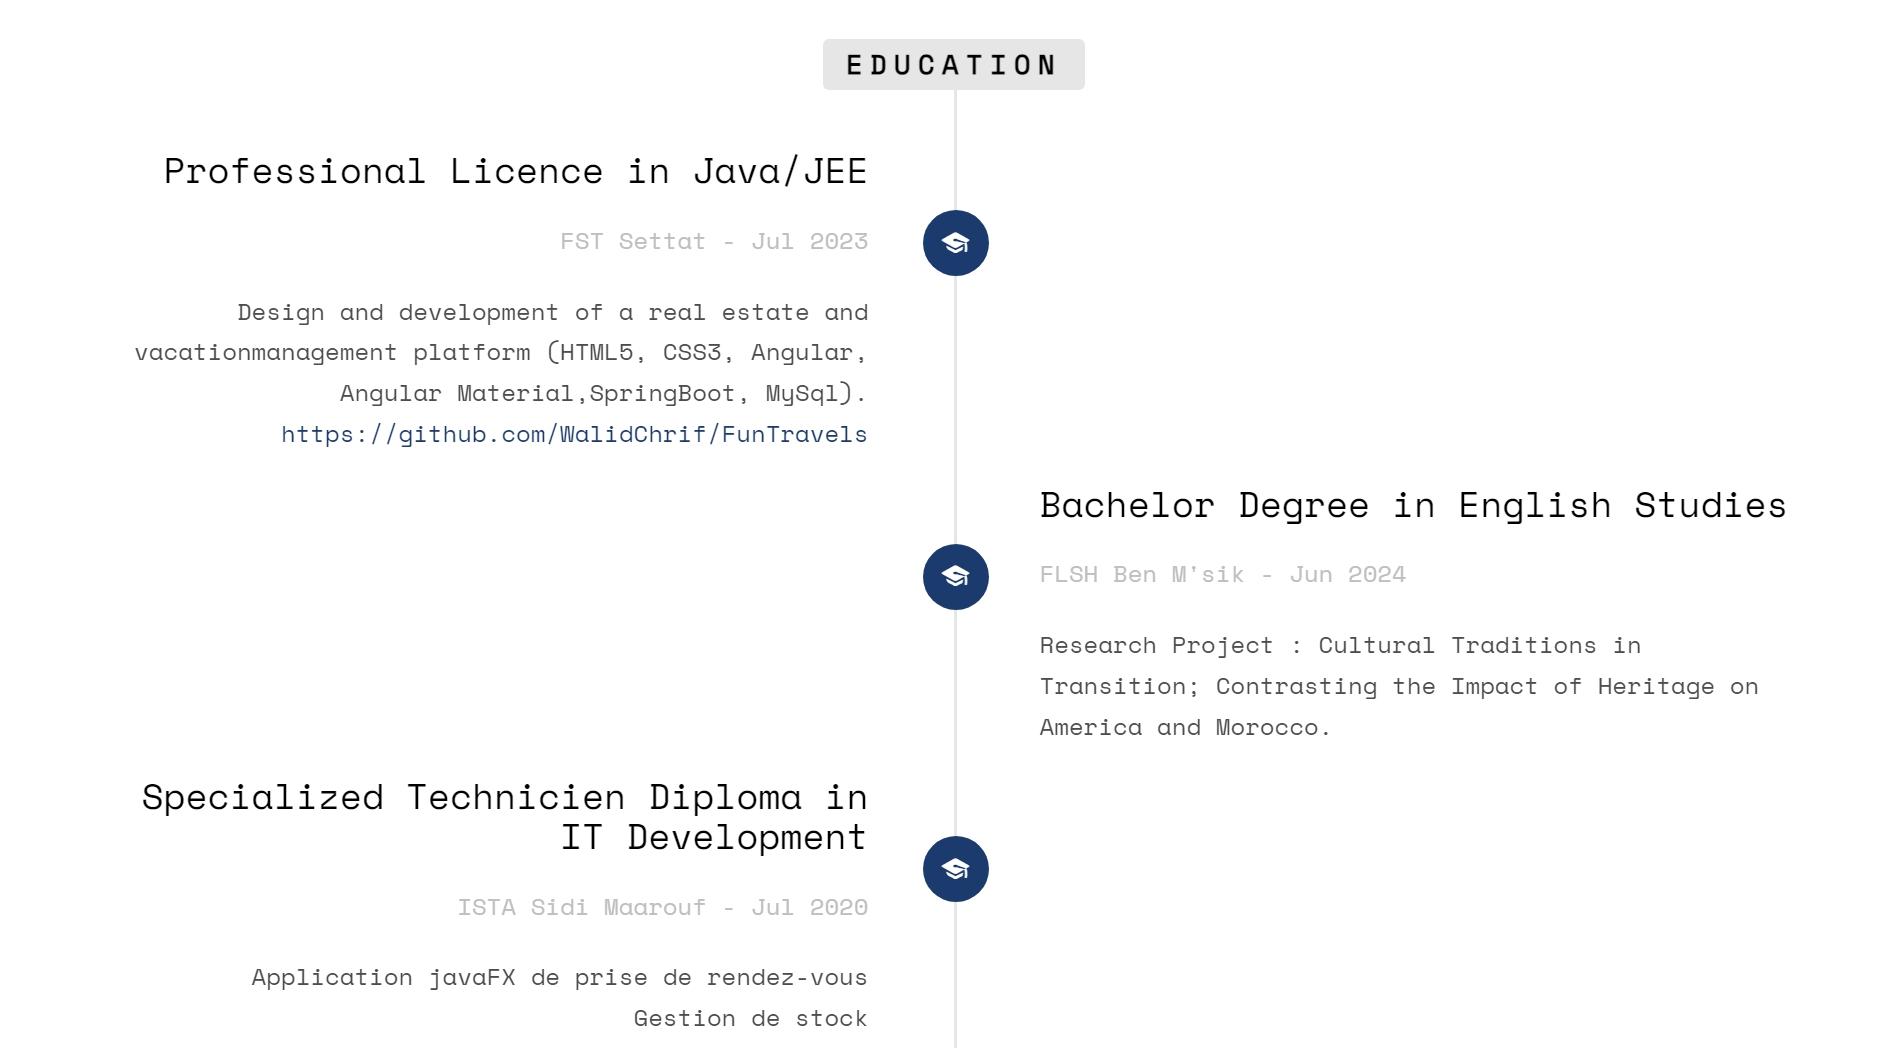 EDUCATION
Professional Licence in Java/JEE
FST Settat - Jul 2023
Design and development of a real estate and
vacationmanagement platform (HTML5, CSS3, Angular,
Angular Material,SpringBoot, MySql).
https://github.com/WalidChrif/FunTravels
Bachelor Degree in English Studies
FLSH Ben M'sik - Jun 2024
Research Project : Cultural Traditions in
Transition; Contrasting the Impact of Heritage on
America and Morocco.
Specialized Technicien Diploma in
IT Development
ISTA Sidi Maarouf - Jul 2020
Application javaFX de prise de rendez-vous
Gestion de stock